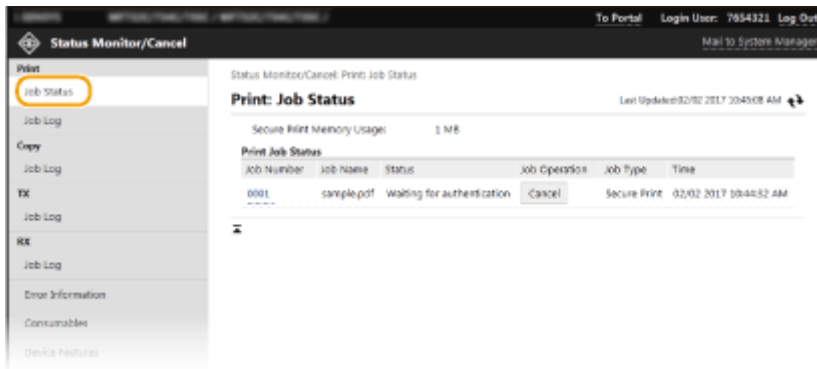 To Portal Login User: 7654321 Log Out
Status Monitor/Cancel Mail to System Manager
Print
Job Status
Job Log
Copy
Job Log
TX
Job Log
RX
Job Log
Error Information
Consumables
Device Features
Status Monitor/Cancel: Print: Job Status
Print: Job Status Last Updated:02/02 2017 10:45:08 AM
Secure Print Memory Usage: 1 MB
Print Job Status
Job Number Job Name Status Job Operation Job Type Time
0001 sample.pdf Waiting for authentication Cancel Secure Print 02/02 2017 10:44:32 AM